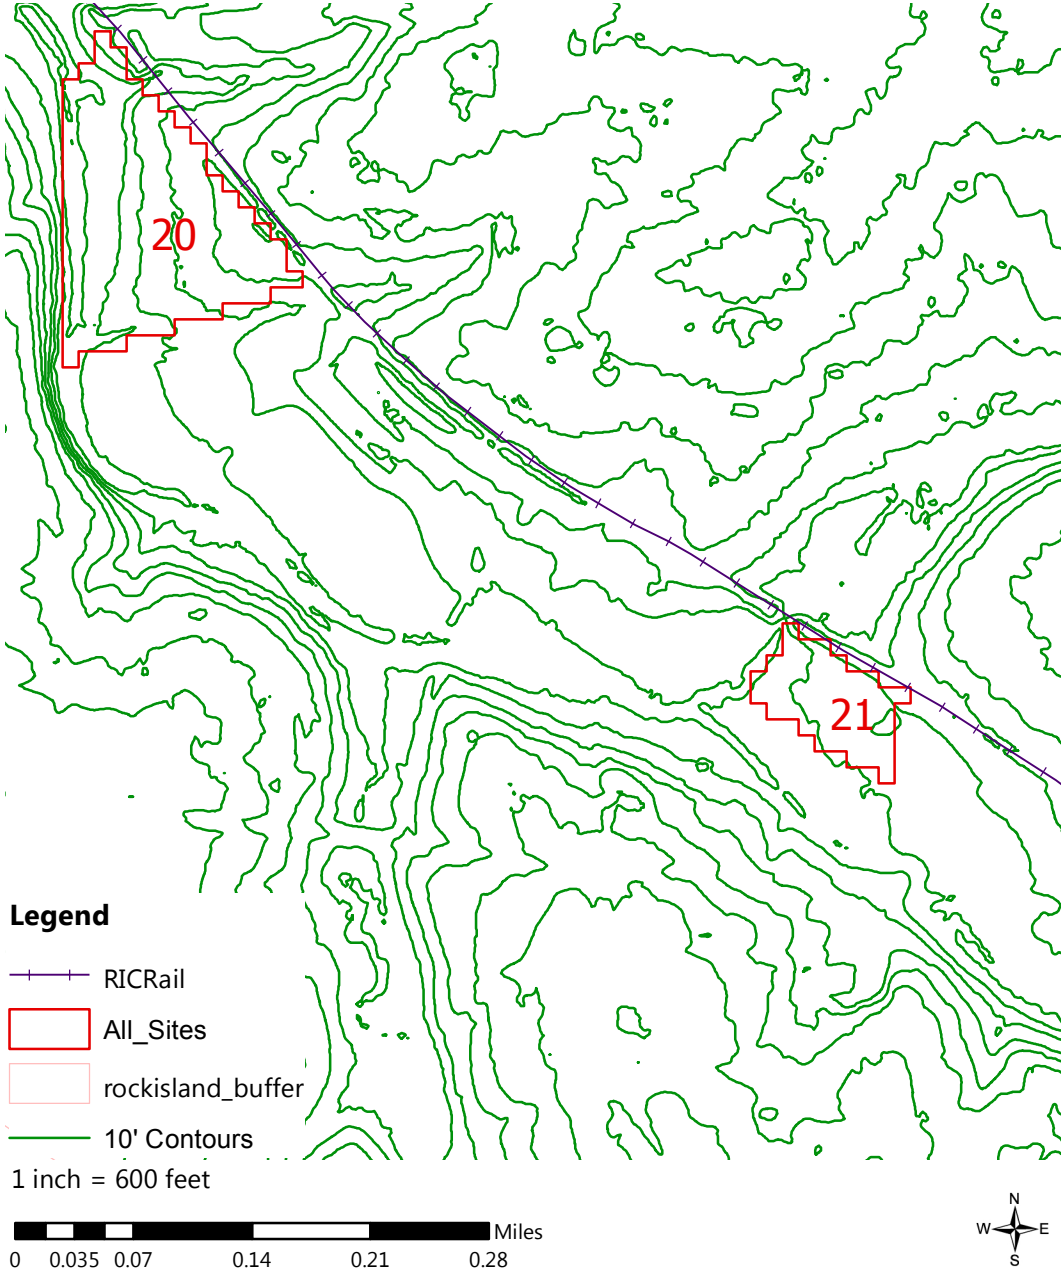 20
21
Legend
RICRail
All_Sites
rockisland_buffer
10' Contours
1 inch = 600 feet
Miles
0 0.035 0.07 0.14 0.21 0.28
N
W E
S